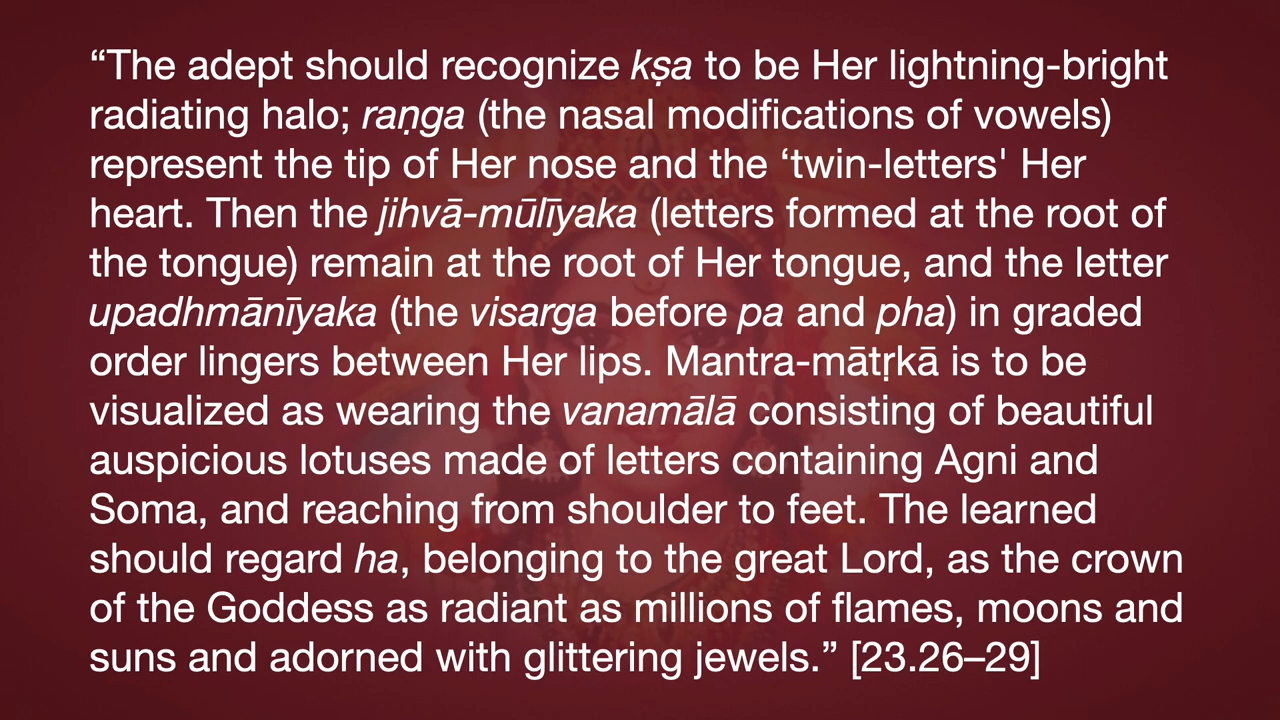 “The adept should recognize kṣa to be Her lightning-bright
radiating halo; raṇga (the nasal modifications of vowels)
represent the tip of Her nose and the ‘twin-letters' Her
heart. Then the jihvā-mūlīyaka (letters formed at the root of
the tongue) remain at the root of Her tongue, and the letter
upadhmānīyaka (the visarga before pa and pha) in graded
order lingers between Her lips. Mantra-mātṛkā is to be
visualized as wearing the vanamālā consisting of beautiful
auspicious lotuses made of letters containing Agni and
Soma, and reaching from shoulder to feet. The learned
should regard ha, belonging to the great Lord, as the crown
of the Goddess as radiant as millions of flames, moons and
suns and adorned with glittering jewels.” [23.26–29]